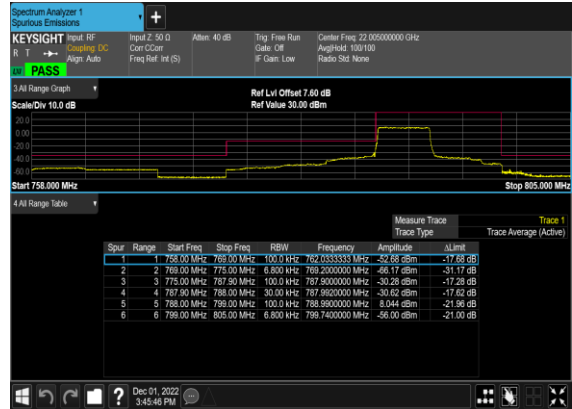 Spectrum Analyzer 1
Spurious Emissions
KEYSIGHT Input: RF Input Z: 50 Ω Atten: 40 dB Trig: Free Run Center Freq: 22.005000000 GHz
R T Coupling: DC Corr CCorr Gate: Off Avg|Hold: 100/100
Align: Auto Freq Ref: Int (S) IF Gain: Low Radio Std: None
PASS
3 All Range Graph
Ref Lvl Offset 7.60 dB
Scale/Div 10.0 dB Ref Value 30.00 dBm
20.0
0.00
-20.0
-40.0
-60.0
Start 758.000 MHz Stop 805.000 MHz
4 All Range Table
Measure Trace Trace 1
Trace Type Trace Average (Active)
Spur Range Start Freq Stop Freq RBW Frequency Amplitude ΔLimit
1 1 758.00 MHz 769.00 MHz 100.0 kHz 762.0333333 MHz -52.68 dBm -17.68 dB
2 2 769.00 MHz 775.00 MHz 6.800 kHz 769.2000000 MHz -66.17 dBm -31.17 dB
3 3 775.00 MHz 787.90 MHz 100.0 kHz 787.9000000 MHz -30.28 dBm -17.28 dB
4 4 787.90 MHz 788.00 MHz 30.00 kHz 787.9920000 MHz -30.62 dBm -17.62 dB
5 5 788.00 MHz 799.00 MHz 100.0 kHz 788.9900000 MHz 8.044 dBm -21.96 dB
6 6 799.00 MHz 805.00 MHz 6.800 kHz 799.7400000 MHz -56.00 dBm -21.00 dB
Dec 01, 2022
3:45:46 PM